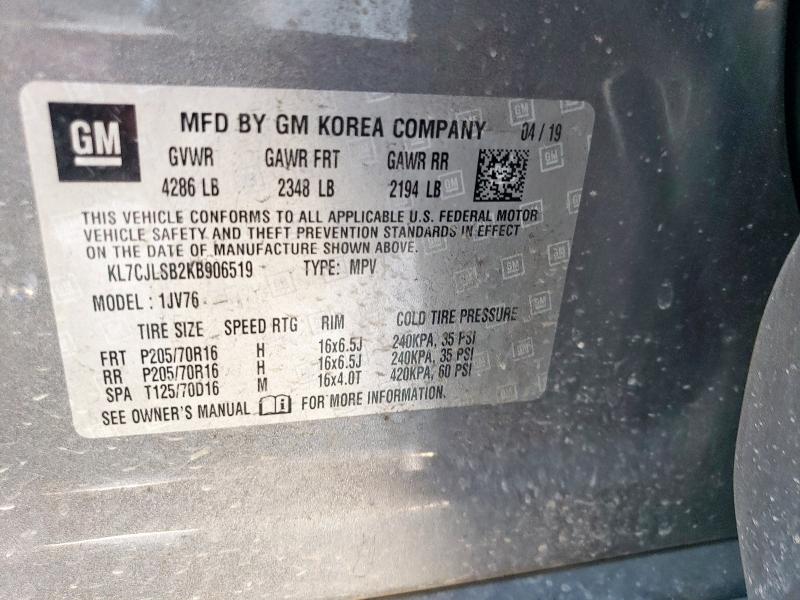 GM
MFD BY GM KOREA COMPANY 04 / 19
GVWR GAWR FRT GAWR RR
4286 LB 2348 LB 2194 LB
THIS VEHICLE CONFORMS TO ALL APPLICABLE U.S. FEDERAL MOTOR
VEHICLE SAFETY AND THEFT PREVENTION STANDARDS IN EFFECT
ON THE DATE OF MANUFACTURE SHOWN ABOVE.
KL7CJLSB2KB906519 TYPE: MPV
MODEL : 1JV76
TIRE SIZE SPEED RTG RIM COLD TIRE PRESSURE
FRT P205/70R16 H 16x6.5J 240KPA, 35 PSI
RR P205/70R16 H 16x6.5J 240KPA, 35 PSI
SPA T125/70D16 M 16x4.0T 420KPA, 60 PSI
SEE OWNER'S MANUAL FOR MORE INFORMATION.